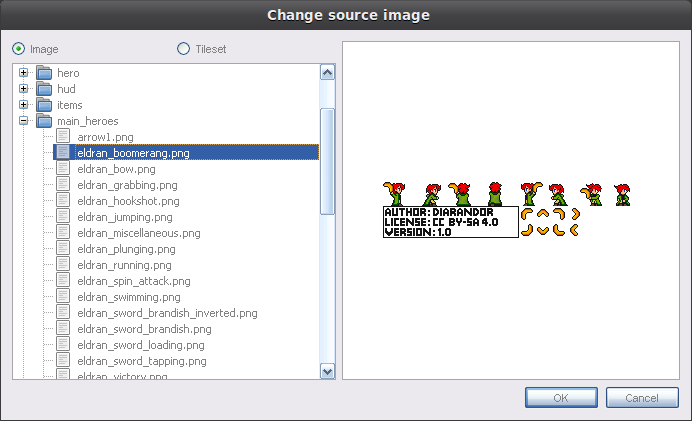 Change source image
Image
Tileset
hero
hud
items
main_heroes
arrow1.png
eldran_boomerang.png
eldran_bow.png
eldran_grabbing.png
eldran_hookshot.png
eldran_jumping.png
eldran_miscellaneous.png
eldran_plunging.png
eldran_running.png
eldran_spin_attack.png
eldran_swimming.png
eldran_sword_brandish_inverted.png
eldran_sword_brandish.png
eldran_sword_loading.png
eldran_sword_tapping.png
eldran_victory.png
AUTHOR: DIARANDOR
LICENSE: CC BY-SA 4.0
VERSION: 1.0
OK
Cancel